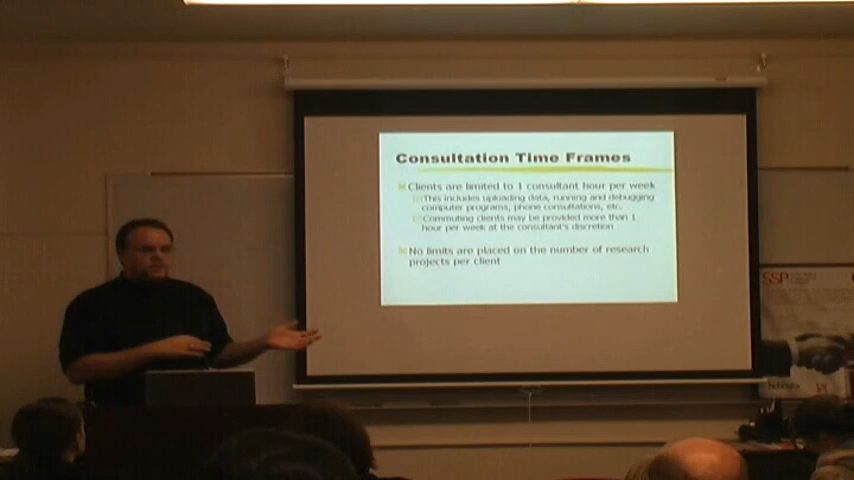 Consultation Time Frames
Clients are limited to 1 consultant hour per week
This includes uploading data, running and debugging
computer programs, phone consultations, etc.
Commuting clients may be provided more than 1
hour per week at the consultant's discretion
No limits are placed on the number of research
projects per client
SSP